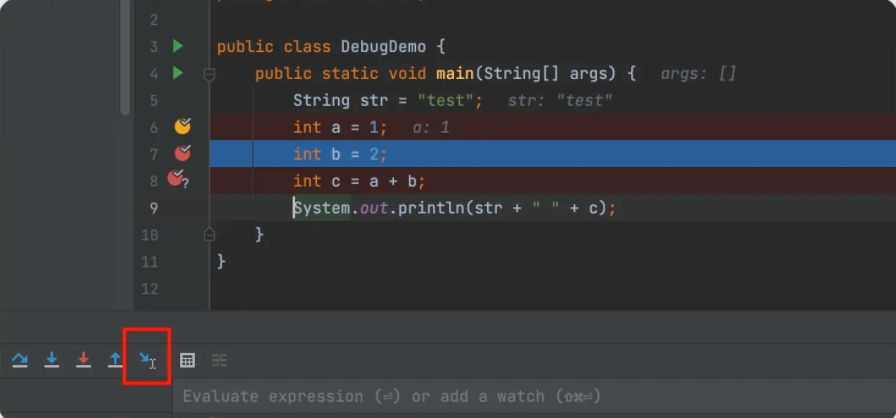 2
3 public class DebugDemo {
4 public static void main(String[] args) { args: []
5 String str = "test"; str: "test"
6 int a = 1; a: 1
7 int b = 2;
8 ? int c = a + b;
9 System.out.println(str + " " + c);
10 }
11 }
12
Evaluate expression (⏎) or add a watch (⇧⌘⏎)